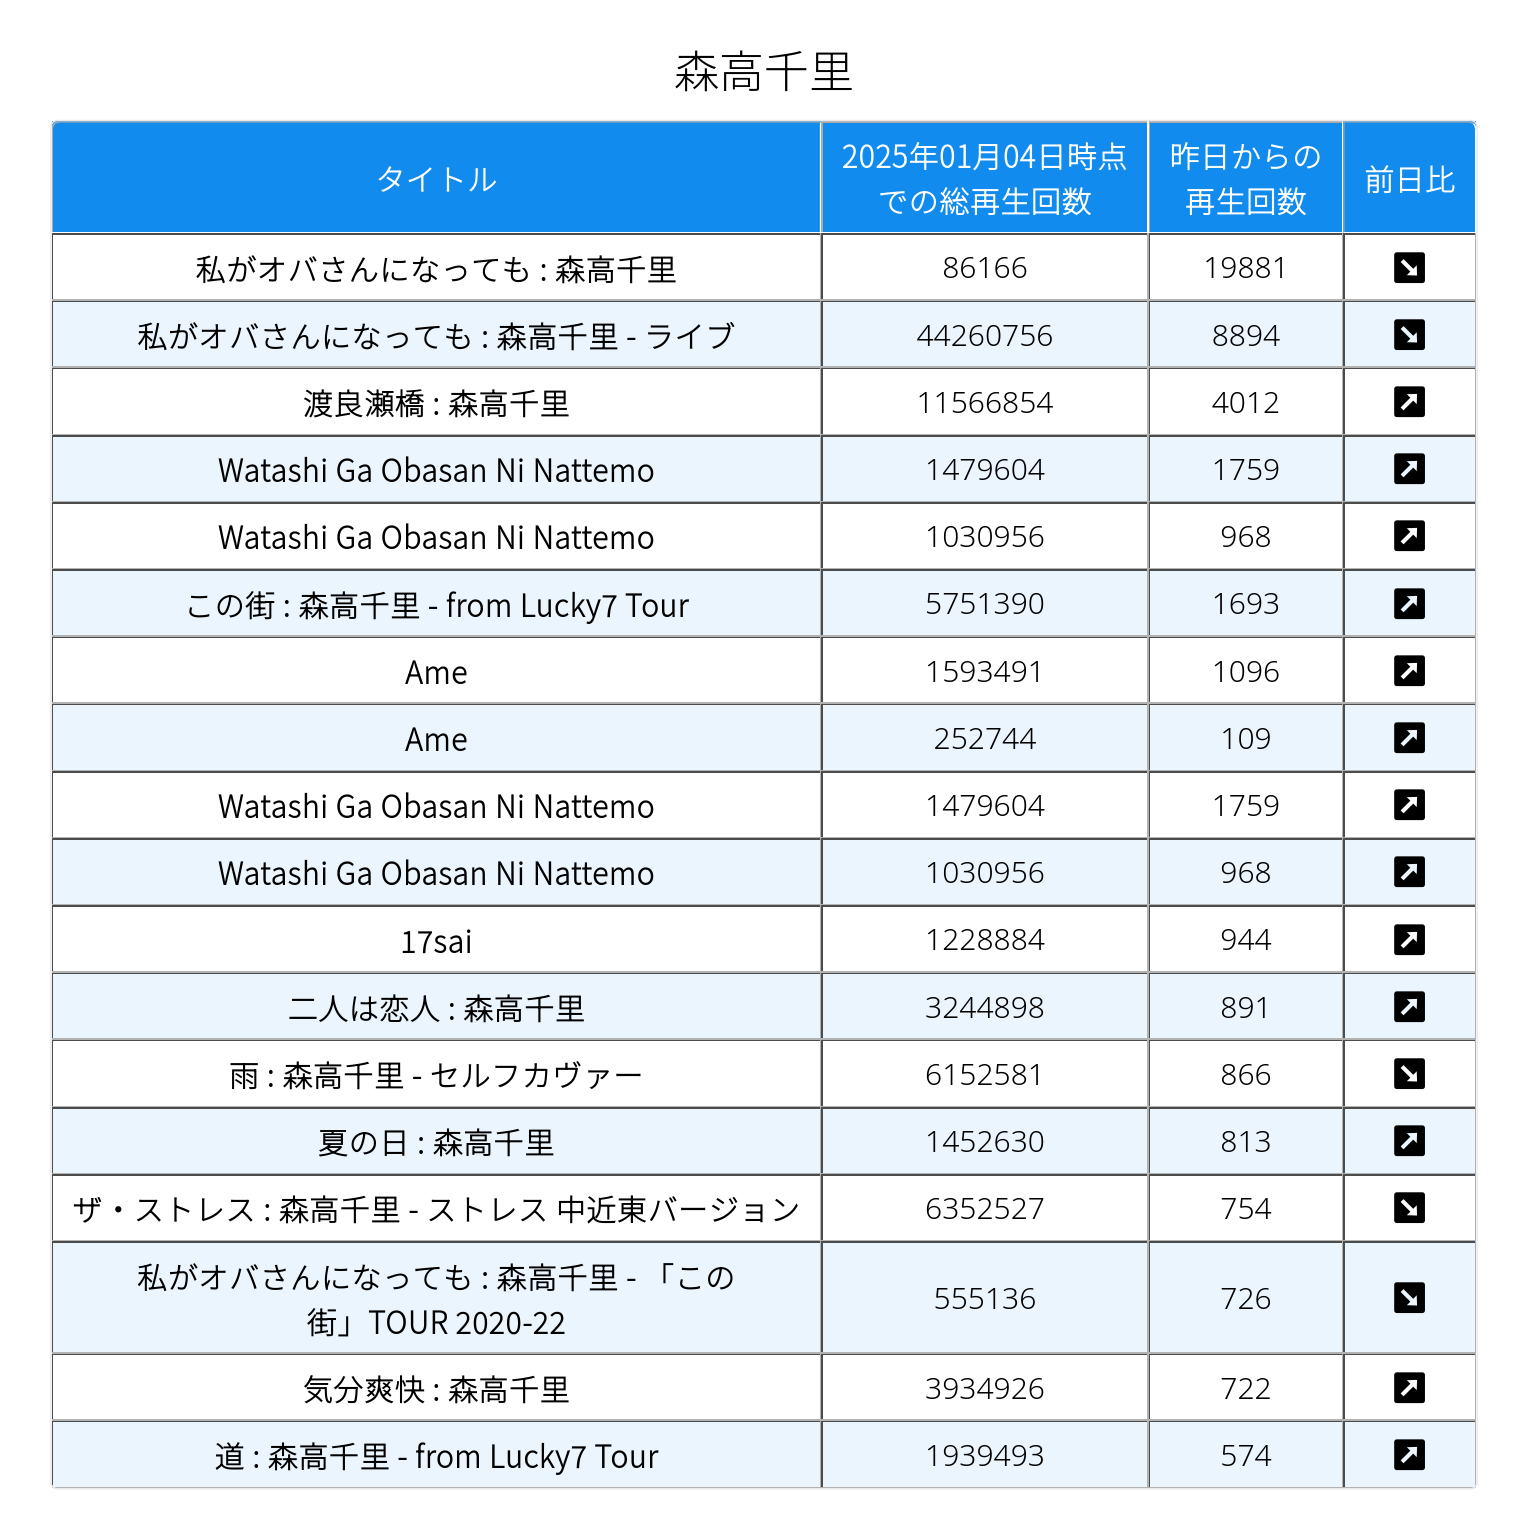 森高千里
タイトル 2025年01月04日時点での総再生回数 昨日からの再生回数 前日比
私がオバさんになっても : 森高千里 86166 19881
私がオバさんになっても : 森高千里 - ライブ 44260756 8894
渡良瀬橋 : 森高千里 11566854 4012
Watashi Ga Obasan Ni Nattemo 1479604 1759
Watashi Ga Obasan Ni Nattemo 1030956 968
この街 : 森高千里 - from Lucky7 Tour 5751390 1693
Ame 1593491 1096
Ame 252744 109
Watashi Ga Obasan Ni Nattemo 1479604 1759
Watashi Ga Obasan Ni Nattemo 1030956 968
17sai 1228884 944
二人は恋人 : 森高千里 3244898 891
雨 : 森高千里 - セルフカヴァー 6152581 866
夏の日 : 森高千里 1452630 813
ザ・ストレス : 森高千里 - ストレス 中近東バージョン 6352527 754
私がオバさんになっても : 森高千里 - 「この
街」TOUR 2020-22 555136 726
気分爽快 : 森高千里 3934926 722
道 : 森高千里 - from Lucky7 Tour 1939493 574